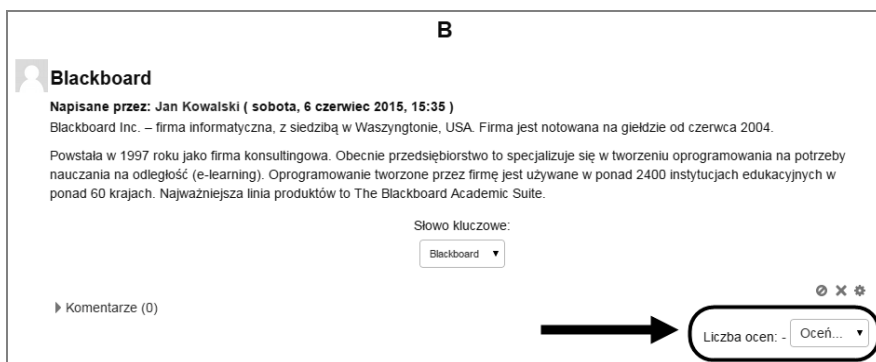 B
Blackboard
Napisane przez: Jan Kowalski ( sobota, 6 czerwiec 2015, 15:35 )
Blackboard Inc. – firma informatyczna, z siedzibą w Waszyngtonie, USA. Firma jest notowana na giełdzie od czerwca 2004.
Powstała w 1997 roku jako firma konsultingowa. Obecnie przedsiębiorstwo to specjalizuje się w tworzeniu oprogramowania na potrzeby
nauczania na odległość (e-learning). Oprogramowanie tworzone przez firmę jest używane w ponad 2400 instytucjach edukacyjnych w
ponad 60 krajach. Najważniejsza linia produktów to The Blackboard Academic Suite.
Słowo kluczowe:
Blackboard
Komentarze (0)
Liczba ocen: - Oceń...